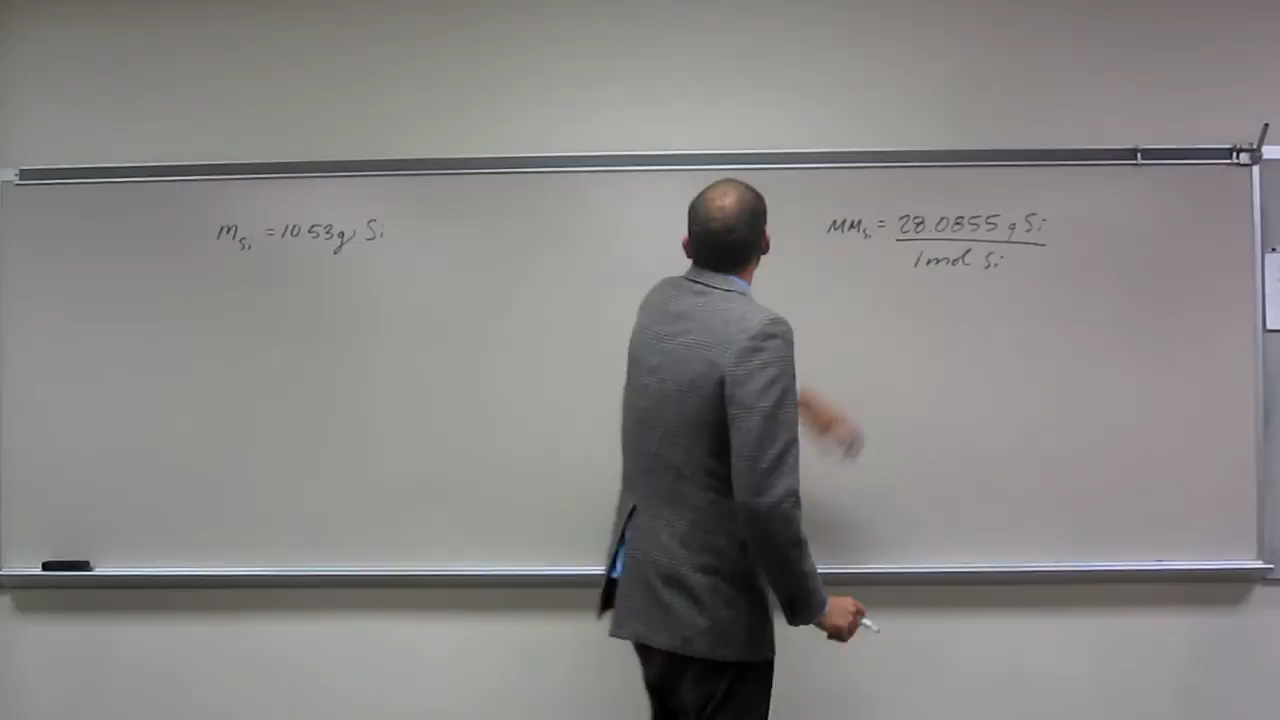 m_Si = 10.53g Si
MM_Si = 28.0855 g Si
1 mol Si